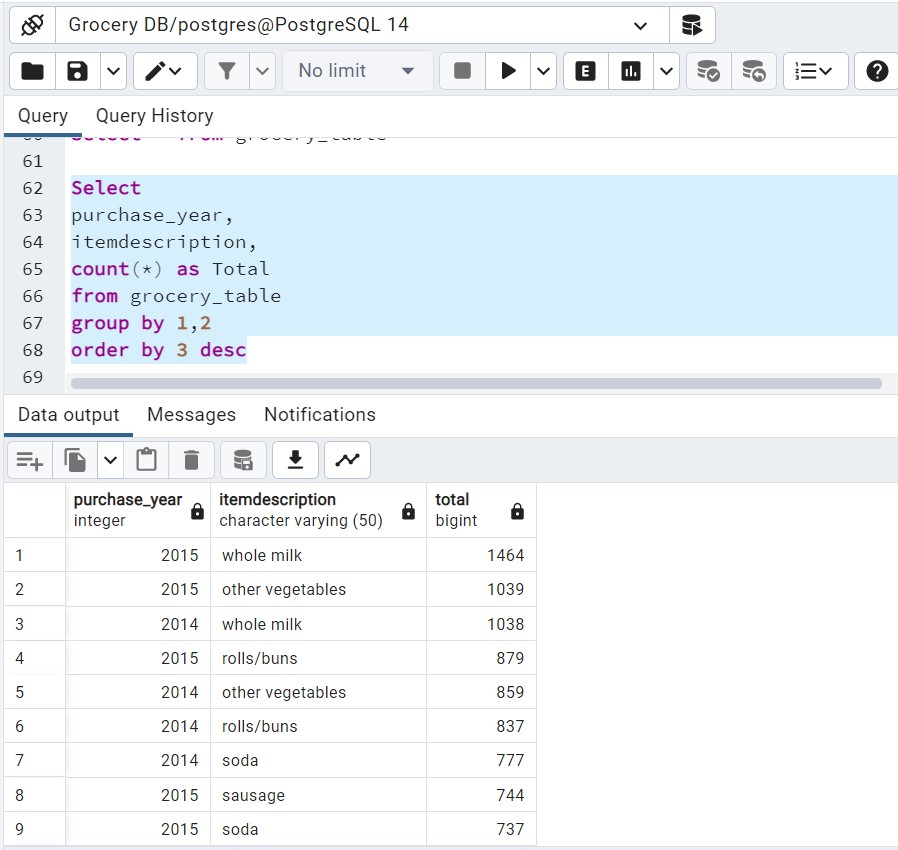 Grocery DB/postgres@PostgreSQL 14
No limit E ?
Query Query History
60 select * from grocery_table
61
62 Select
63 purchase_year,
64 itemdescription,
65 count(*) as Total
66 from grocery_table
67 group by 1,2
68 order by 3 desc
69
Data output Messages Notifications
purchase_year itemdescription total
integer character varying (50) bigint
1 2015 whole milk 1464
2 2015 other vegetables 1039
3 2014 whole milk 1038
4 2015 rolls/buns 879
5 2014 other vegetables 859
6 2014 rolls/buns 837
7 2014 soda 777
8 2015 sausage 744
9 2015 soda 737